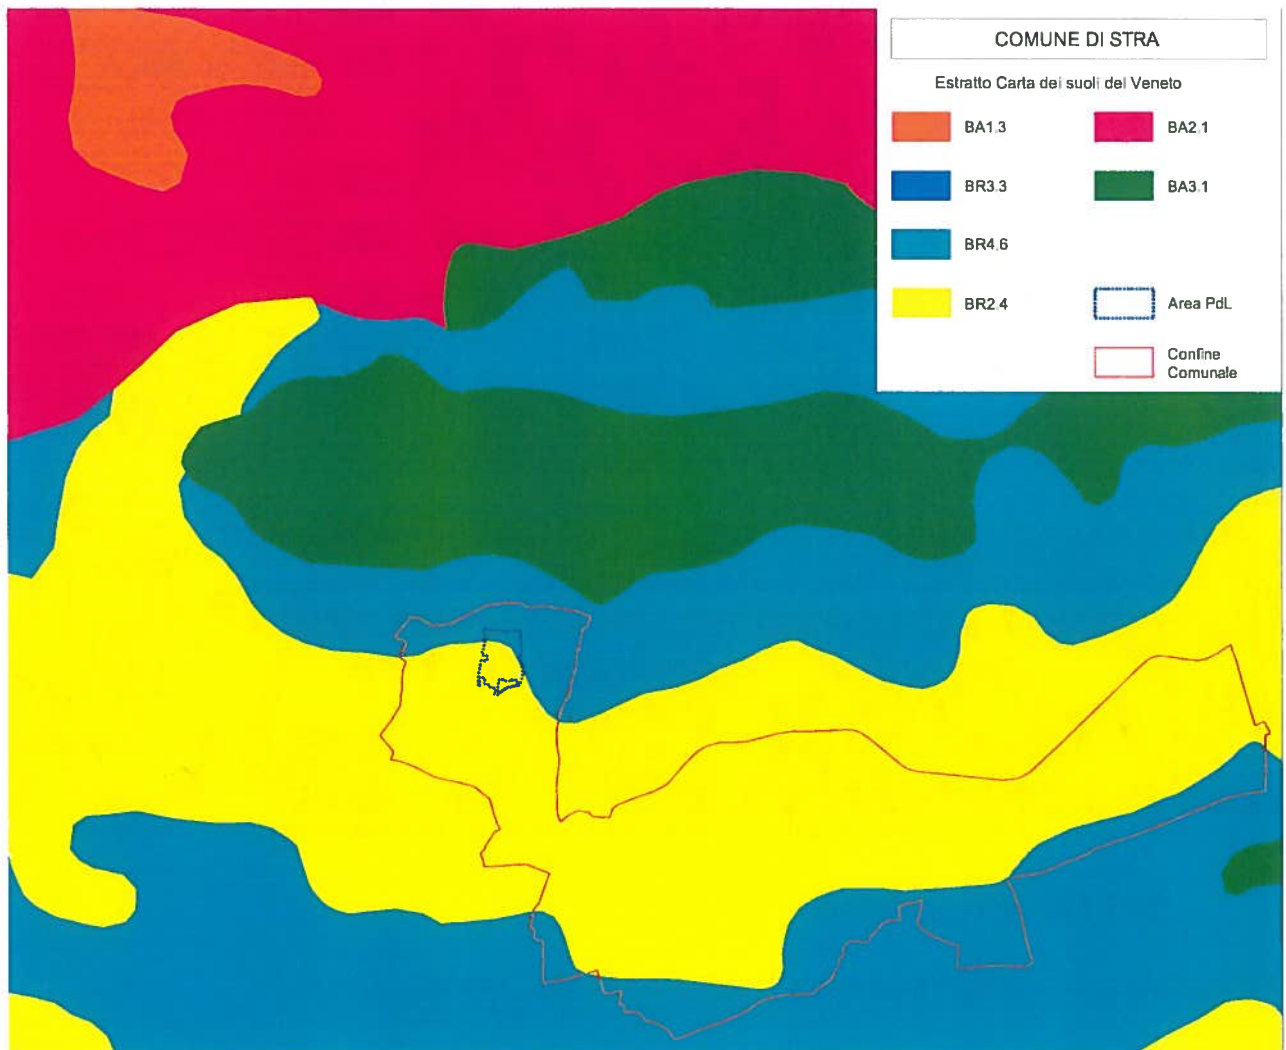 COMUNE DI STRA
Estratto Carta dei suoli del Veneto
BA1.3
BA2.1
BR3.3
BA3.1
BR4.6
BR2.4
Area PdL
Confine
Comunale